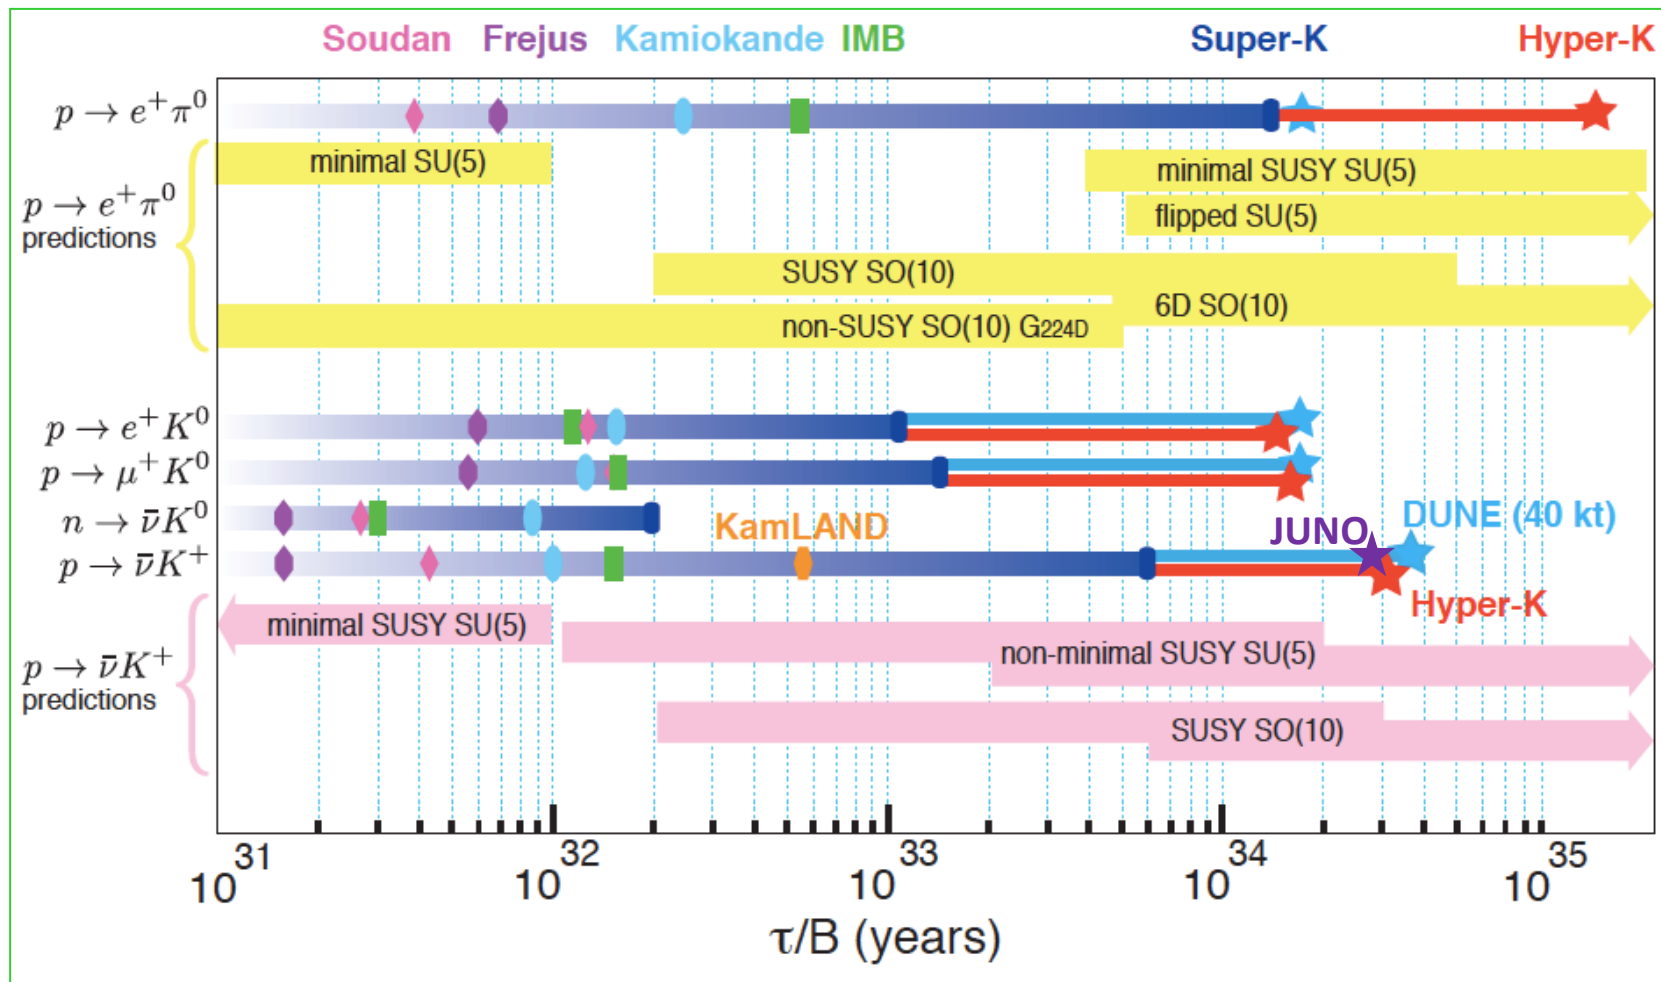 Soudan Frejus Kamiokande IMB Super-K Hyper-K
p → e⁺π⁰
minimal SU(5)
minimal SUSY SU(5)
p → e⁺π⁰
predictions
flipped SU(5)
SUSY SO(10)
6D SO(10)
non-SUSY SO(10) G224D
p → e⁺K⁰
p → μ⁺K⁰
n → ν̄K⁰
KamLAND
JUNO
DUNE (40 kt)
p → ν̄K⁺
Hyper-K
minimal SUSY SU(5)
non-minimal SUSY SU(5)
p → ν̄K⁺
predictions
SUSY SO(10)
10³¹ 10³² 10³³ 10³⁴ 10³⁵
τ/B (years)